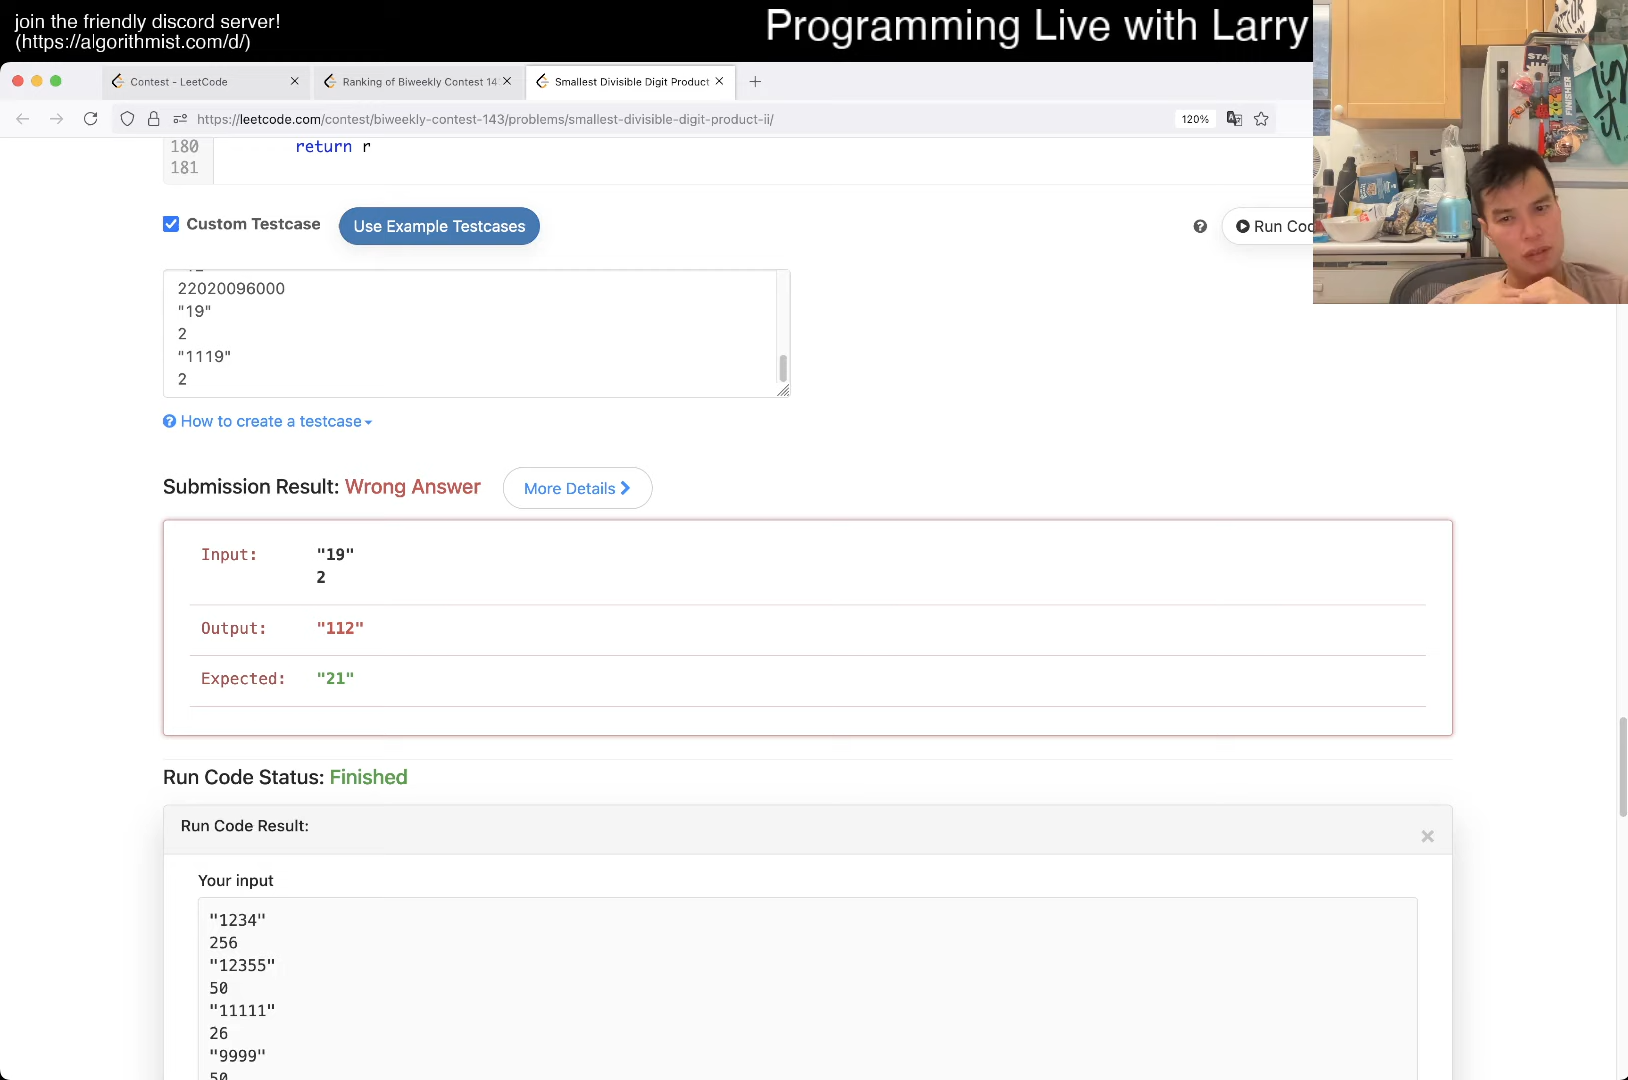 join the friendly discord server!
(https://algorithmist.com/d/)
Programming Live with Larry
Contest - LeetCode
Ranking of Biweekly Contest 14
Smallest Divisible Digit Product
https://leetcode.com/contest/biweekly-contest-143/problems/smallest-divisible-digit-product-ii/
120%
180 return r
181
Custom Testcase
Use Example Testcases
Run Cod
22020096000
"19"
2
"1119"
2
How to create a testcase
Submission Result: Wrong Answer
More Details
Input: "19"
2
Output: "112"
Expected: "21"
Run Code Status: Finished
Run Code Result:
Your input
"1234"
256
"12355"
50
"11111"
26
"9999"
50